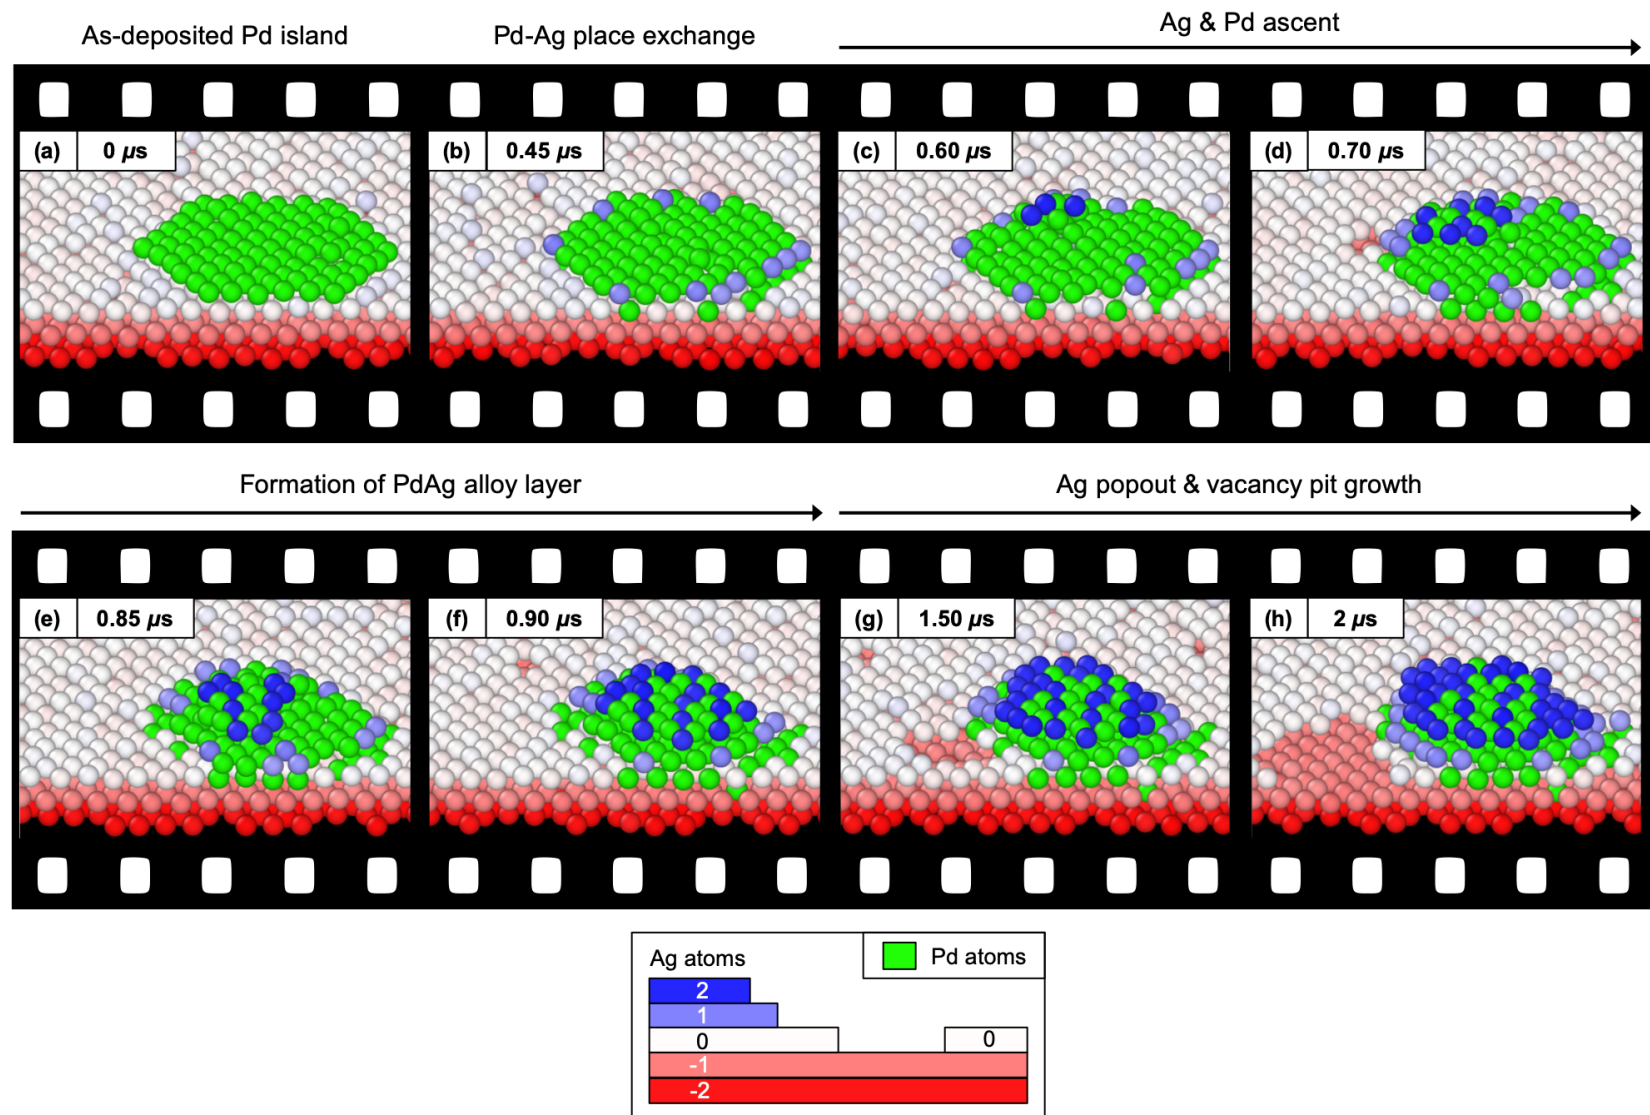 As-deposited Pd island
Pd-Ag place exchange
Ag & Pd ascent
(a) 0 µs
(b) 0.45 µs
(c) 0.60 µs
(d) 0.70 µs
Formation of PdAg alloy layer
Ag popout & vacancy pit growth
(e) 0.85 µs
(f) 0.90 µs
(g) 1.50 µs
(h) 2 µs
Ag atoms
Pd atoms
2
1
0
0
-1
-2